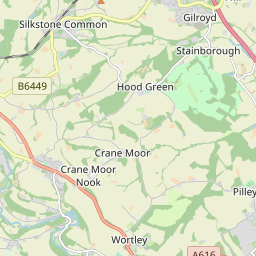 Gilroyd
Silkstone Common
Stainborough
B6449
Hood Green
Crane Moor
Crane Moor
Nook
Pilley
Wortley
A616